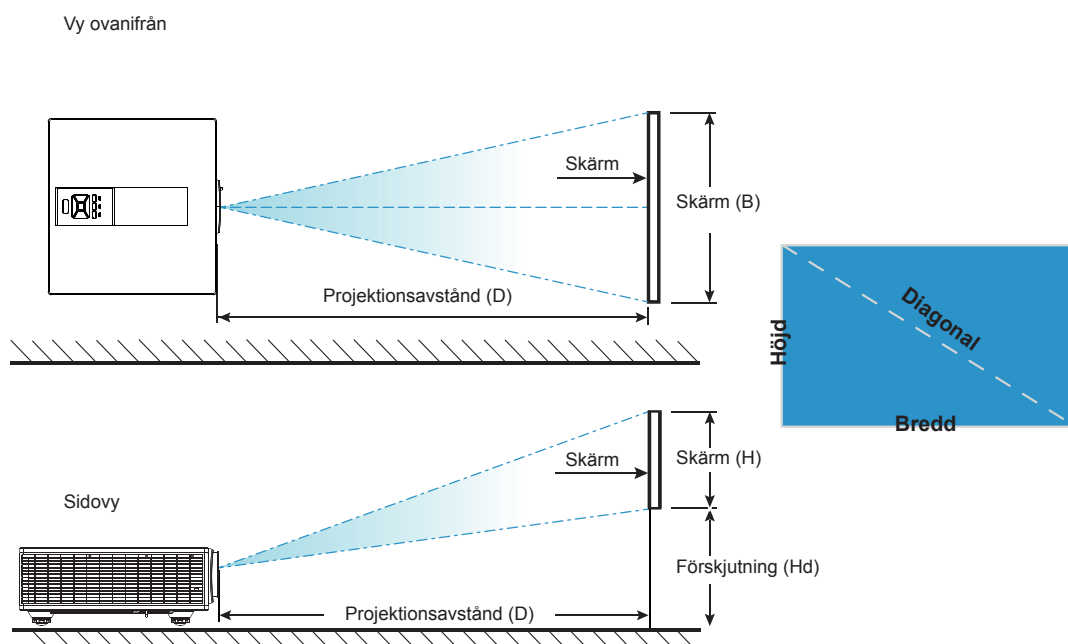 Vy ovanifrån
Skärm
Skärm (B)
Projektionsavstånd (D)
Diagonal
Höjd
Bredd
Skärm
Skärm (H)
Sidovy
Förskjutning (Hd)
Projektionsavstånd (D)